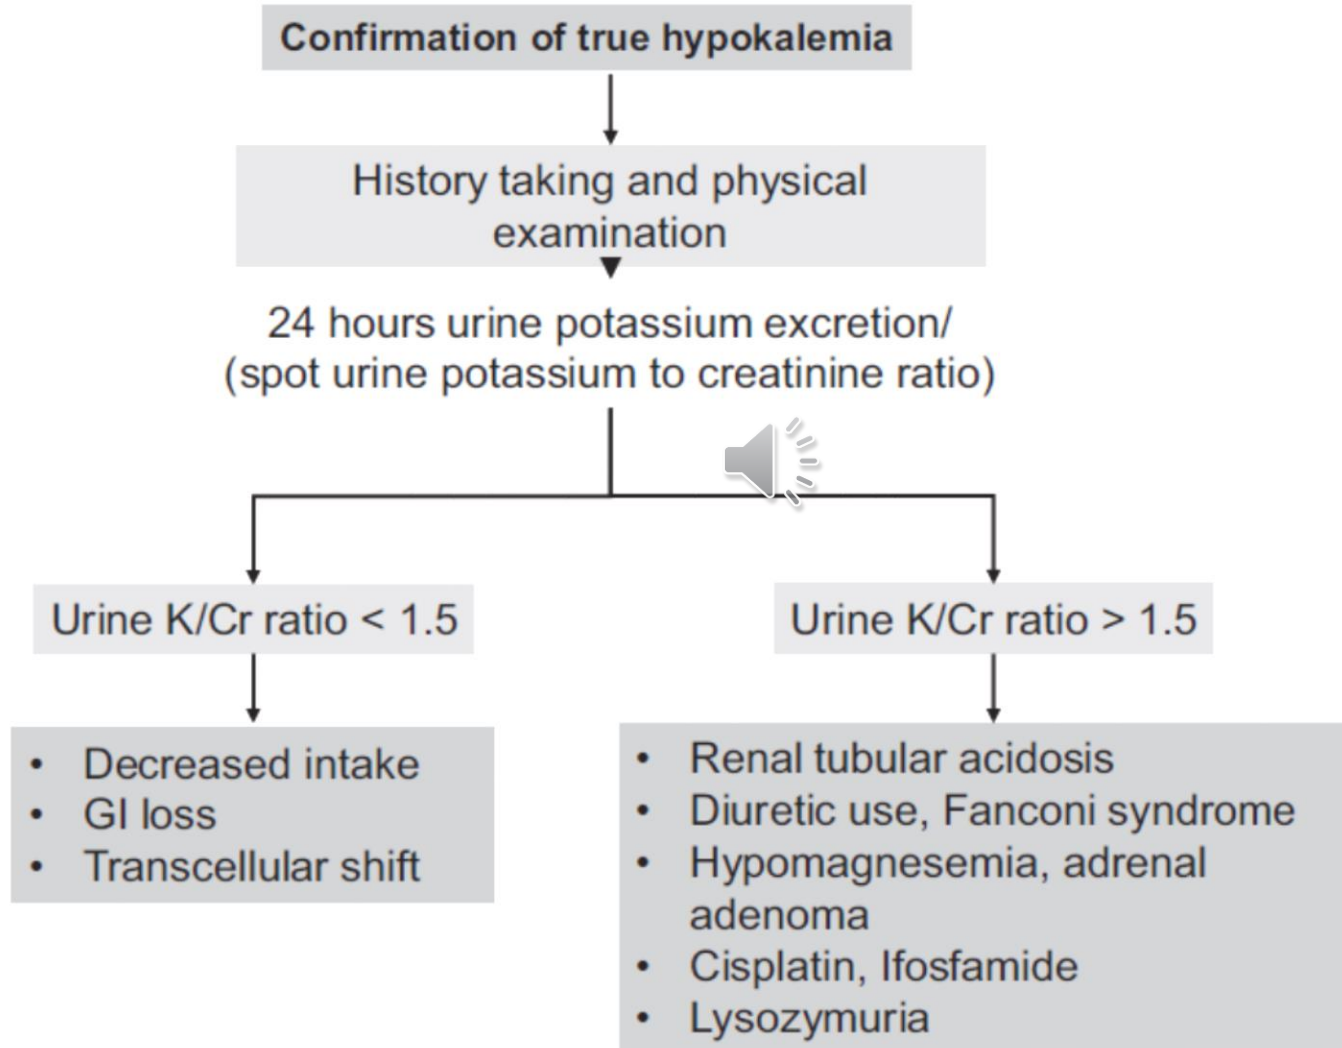 Confirmation of true hypokalemia
History taking and physical
examination
24 hours urine potassium excretion/
(spot urine potassium to creatinine ratio)
Urine K/Cr ratio < 1.5
• Decreased intake
• GI loss
• Transcellular shift
Urine K/Cr ratio > 1.5
• Renal tubular acidosis
• Diuretic use, Fanconi syndrome
• Hypomagnesemia, adrenal
adenoma
• Cisplatin, Ifosfamide
• Lysozymuria